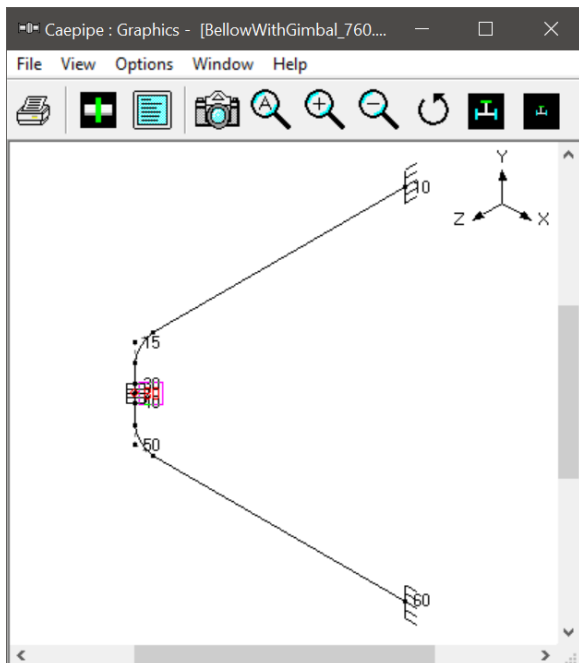 Caepipe : Graphics - [BellowWithGimbal_760....
File View Options Window Help
A
Y
Z
X
10
15
50
60